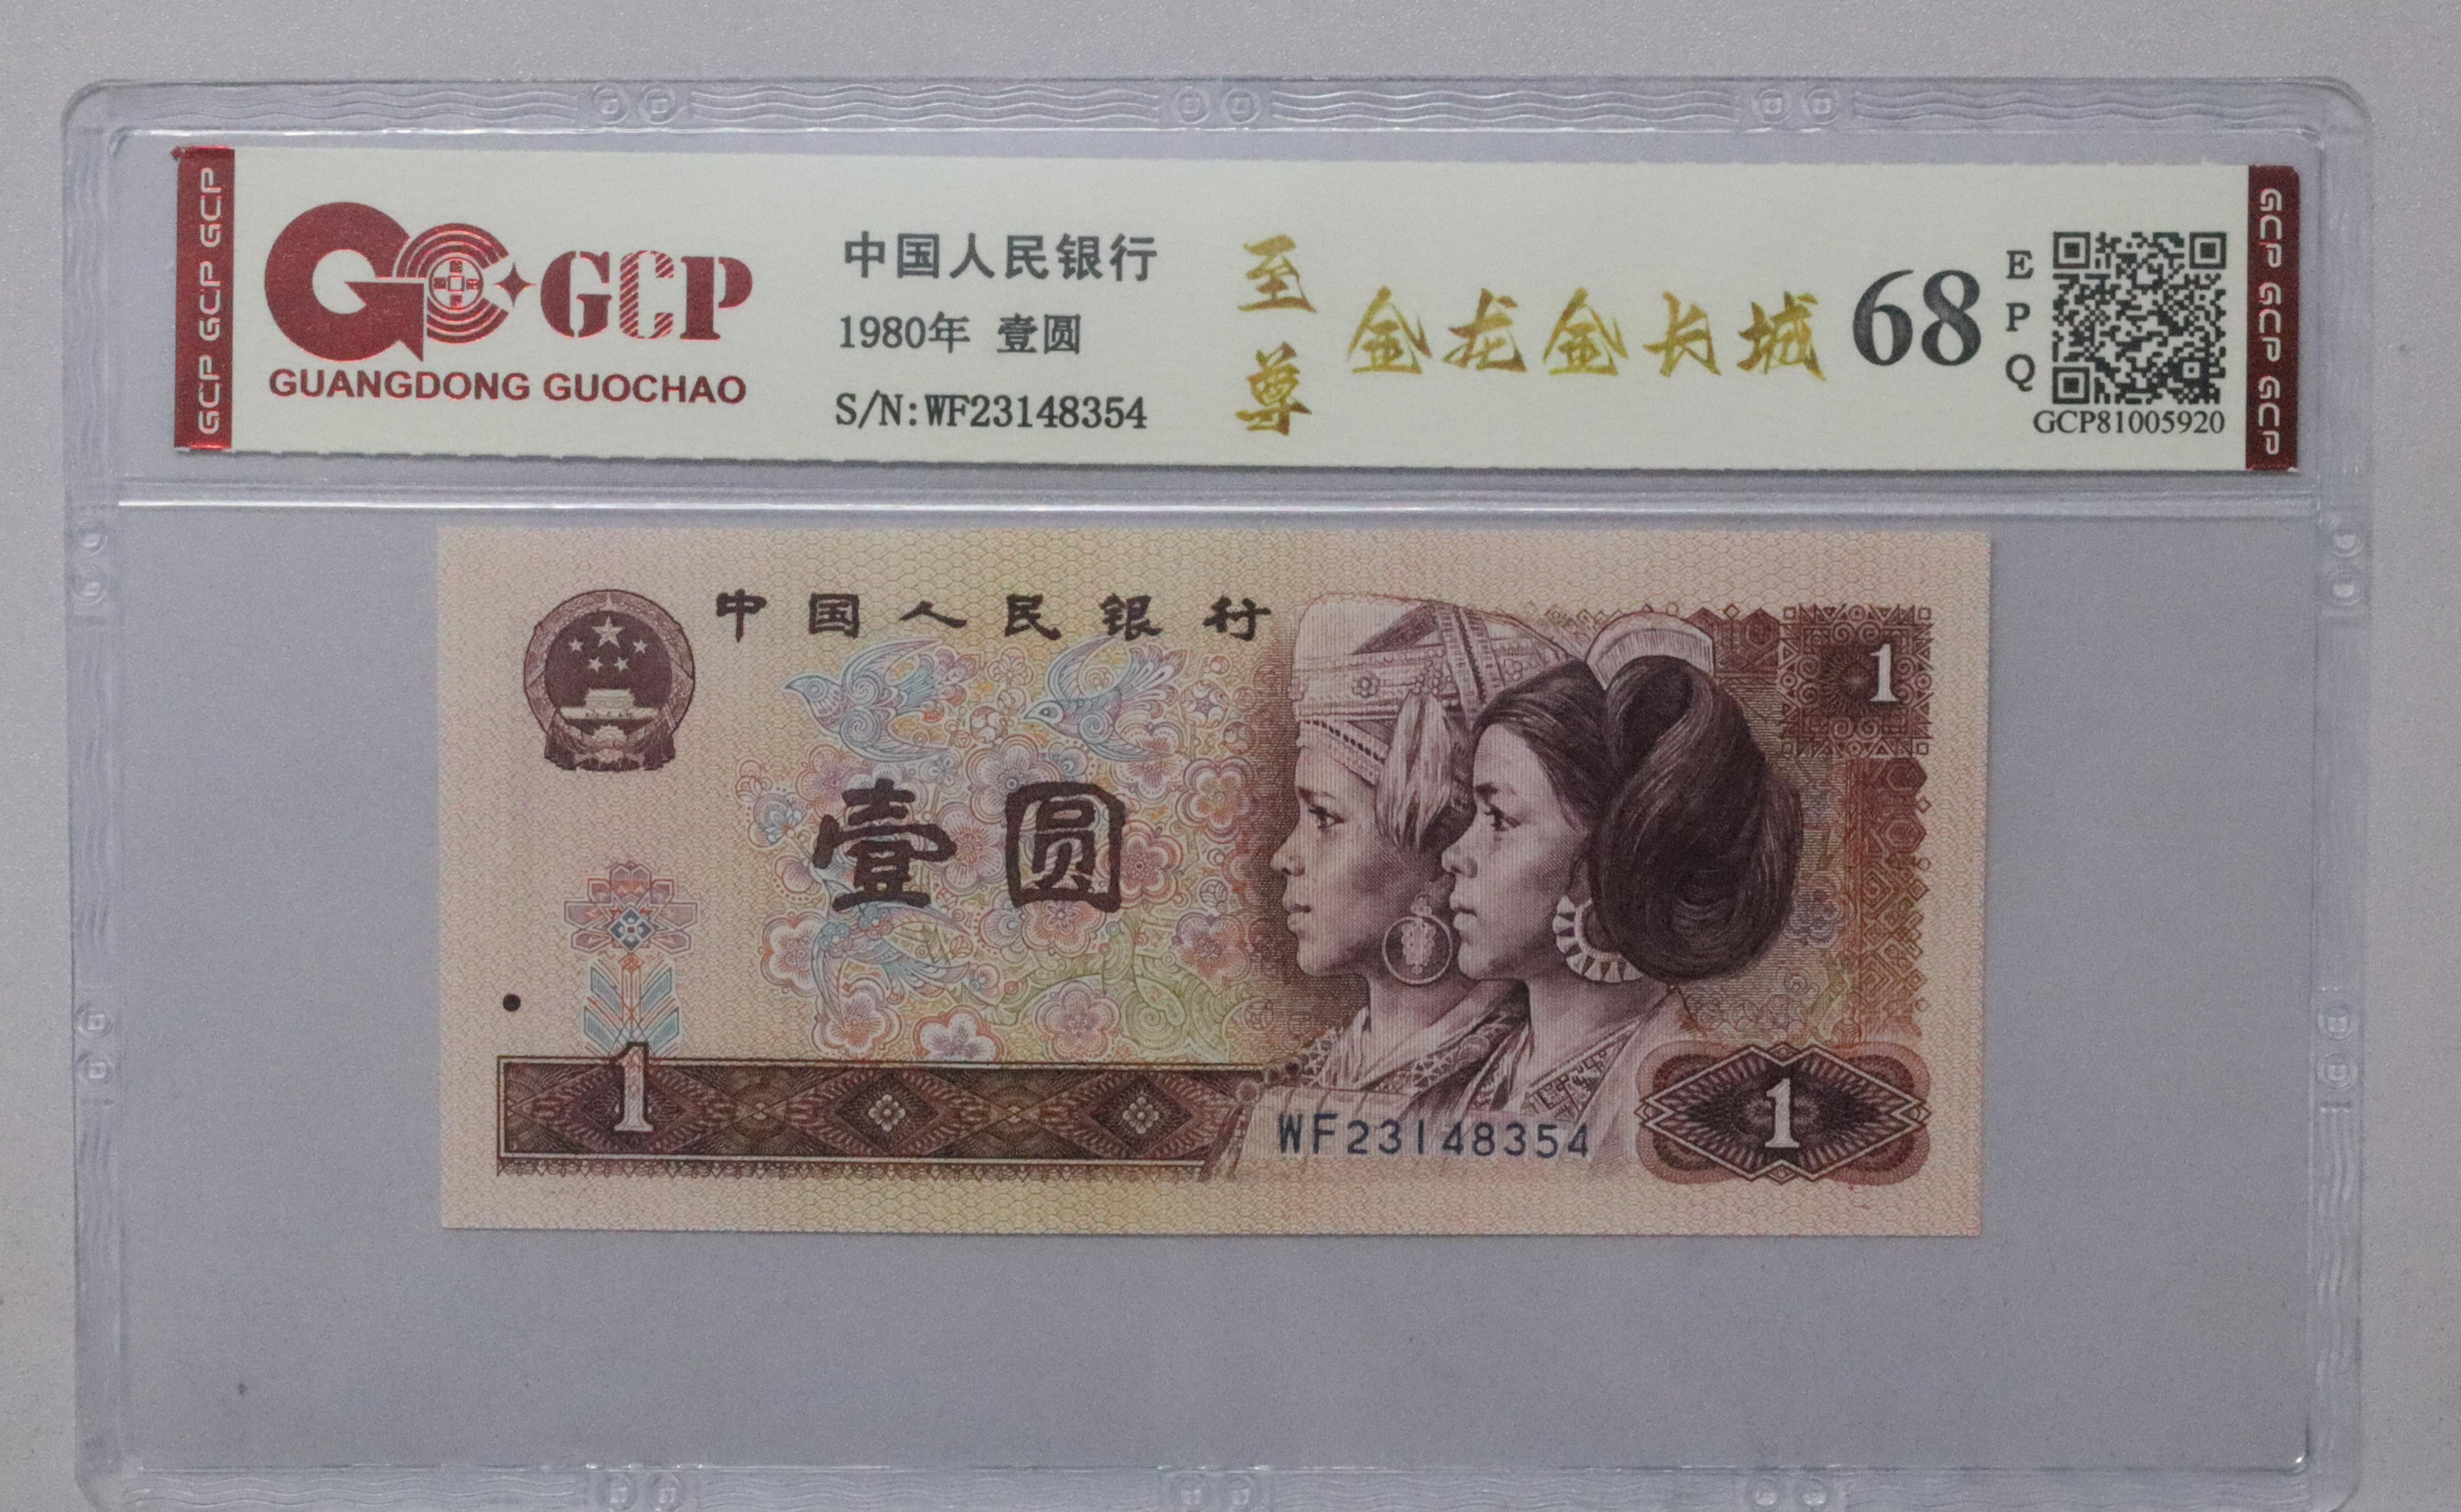 GCP GCP GCP
GCP
GUANGDONG GUOCHAO
中国人民银行
1980年 壹圆
S/N:WF23148354
至尊
金龙金长城
68
EPQ
GCP81005920
GCP GCP GCP
中国人民银行
1
壹圆
1
WF23148354
1